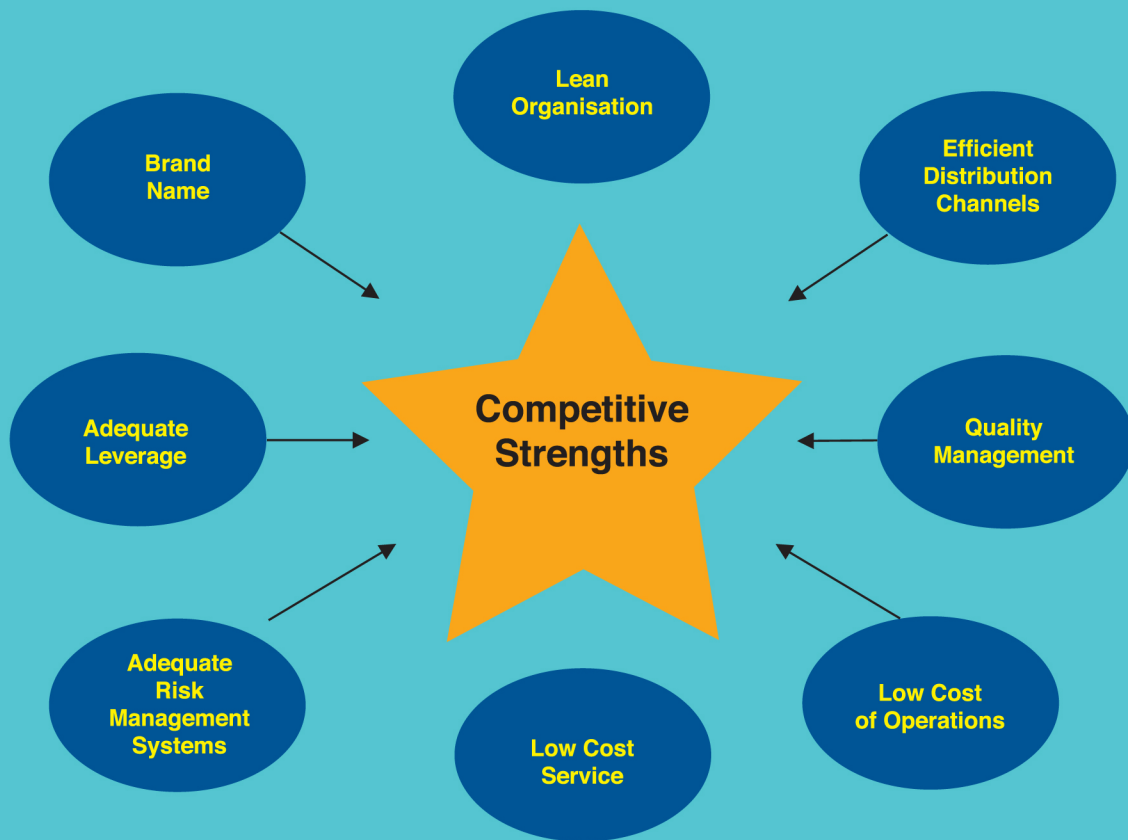 Lean
Organisation
Brand
Name
Efficient
Distribution
Channels
Competitive
Strengths
Adequate
Leverage
Quality
Management
Adequate
Risk
Management
Systems
Low Cost
of Operations
Low Cost
Service